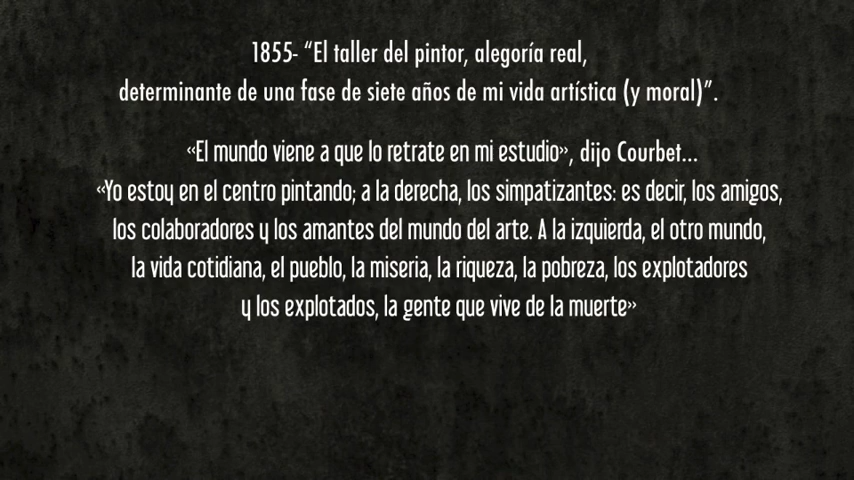 1855- “El taller del pintor, alegoría real,
determinante de una fase de siete años de mi vida artística (y moral)”.
«El mundo viene a que lo retrate en mi estudio», dijo Courbet...
«Yo estoy en el centro pintando; a la derecha, los simpatizantes: es decir, los amigos,
los colaboradores y los amantes del mundo del arte. A la izquierda, el otro mundo,
la vida cotidiana, el pueblo, la miseria, la riqueza, la pobreza, los explotadores
y los explotados, la gente que vive de la muerte»